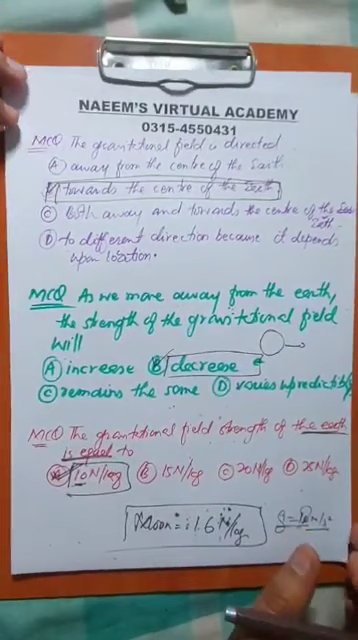 NAEEM'S VIRTUAL ACADEMY
0315-4550431
MCQ The gravitational field is directed
(A) away from the centre of the Earth
towards the centre of the
(C) both away and towards the centre of the
(D) to different direction because it depends
upon location.
MCQ As we move away from the earth,
the strength of the gravitational field
will
(A) increase (B) decrease
(C) remains the same (D) varies
MCQ The gravitational field strength of the earth
is equal to
10N/kg (B) 15N/kg (C) 20N/kg (D) 25N/kg
Moon = 1.6 N/kg g = 10m/s²